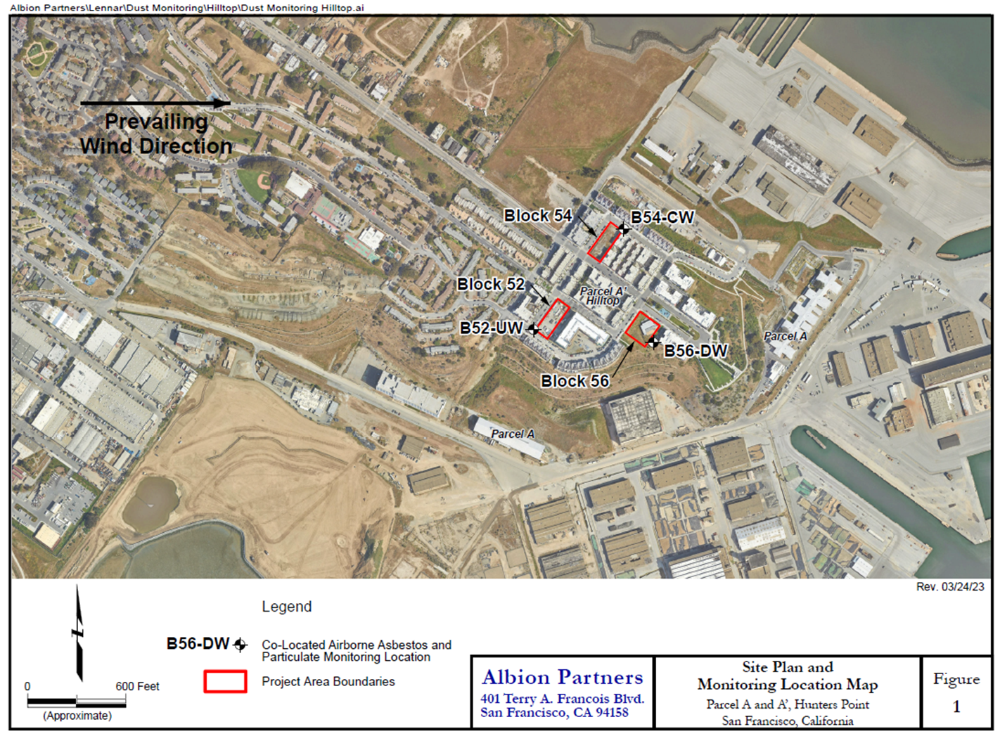 Albion Partners\Lennar\Dust Monitoring\Hilltop\Dust Monitoring Hilltop.ai
Prevailing
Wind Direction
Block 54
B54-CW
Block 52
Parcel A'
Hilltop
B52-UW
Parcel A
B56-DW
Block 56
Parcel A
Rev. 03/24/23
Legend
B56-DW
Co-Located Airborne Asbestos and
Particulate Monitoring Location
Project Area Boundaries
0 600 Feet
(Approximate)
Albion Partners
401 Terry A. Francois Blvd.
San Francisco, CA 94158
Site Plan and
Monitoring Location Map
Parcel A and A', Hunters Point
San Francisco, California
Figure
1